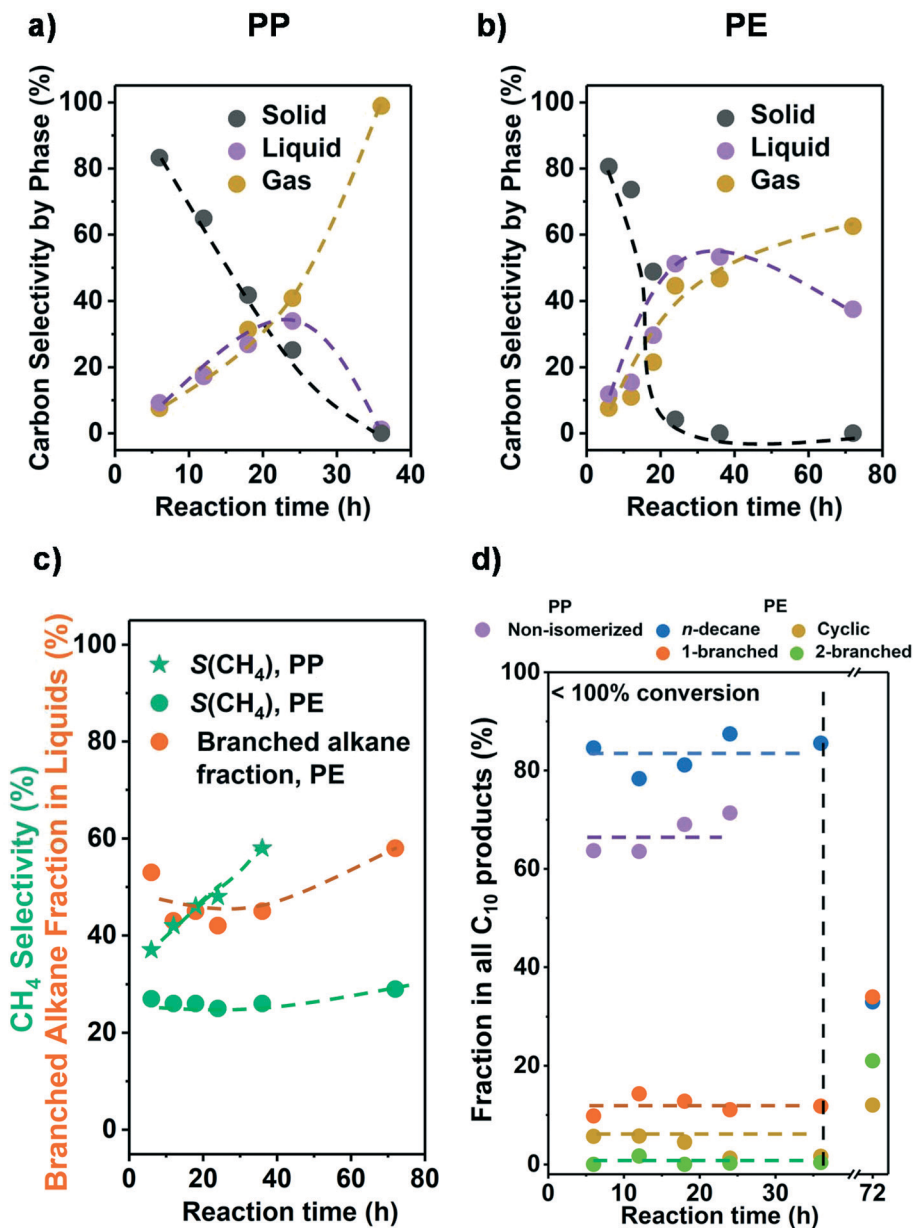 a)
PP
Carbon Selectivity by Phase (%)
100
80
60
40
20
0
Solid
Liquid
Gas
0
10
20
30
40
Reaction time (h)
b)
PE
Carbon Selectivity by Phase (%)
100
80
60
40
20
0
Solid
Liquid
Gas
0
20
40
60
80
Reaction time (h)
c)
CH₄ Selectivity (%)
Branched Alkane Fraction in Liquids (%)
100
80
60
40
20
0
S(CH₄), PP
S(CH₄), PE
Branched alkane
fraction, PE
0
20
40
60
80
Reaction time (h)
d)
PP
PE
Non-isomerized
n-decane
Cyclic
1-branched
2-branched
Fraction in all C₁₀ products (%)
100
80
60
40
20
0
< 100% conversion
0
10
20
30
72
Reaction time (h)